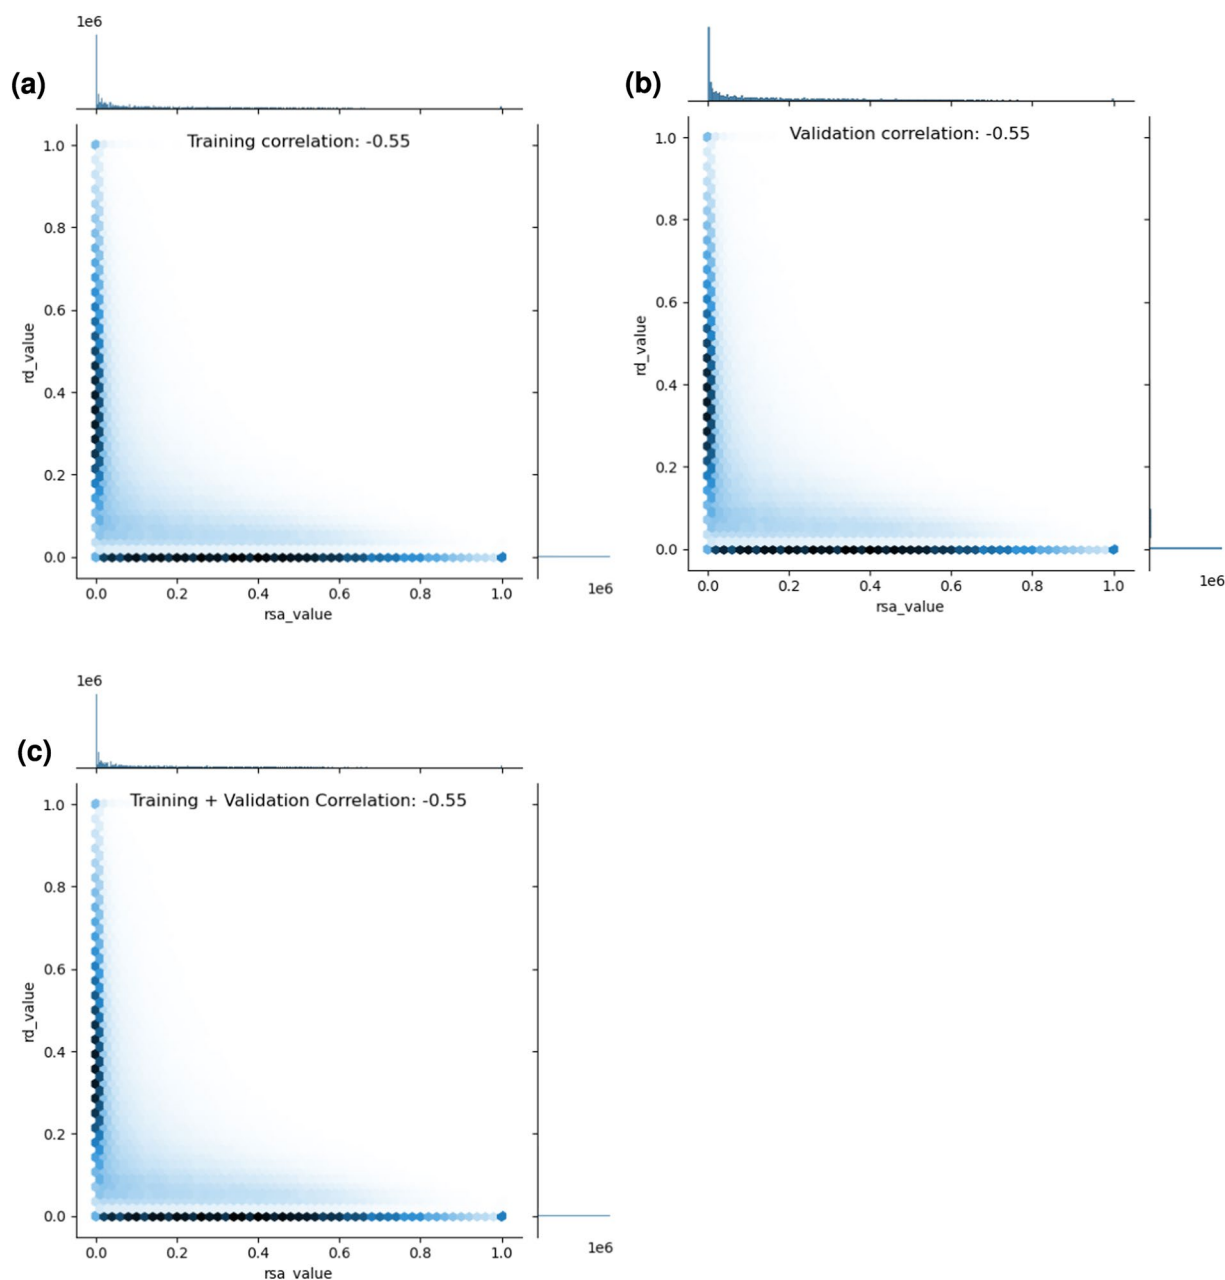 1e6
(a)
Training correlation: -0.55
1.0
0.8
0.6
0.4
0.2
0.0
rd_value
0.0 0.2 0.4 0.6 0.8 1.0
rsa_value
1e6
(b)
Validation correlation: -0.55
1.0
0.8
0.6
0.4
0.2
0.0
rd_value
0.0 0.2 0.4 0.6 0.8 1.0
rsa_value
1e6
1e6
(c)
Training + Validation Correlation: -0.55
1.0
0.8
0.6
0.4
0.2
0.0
rd_value
0.0 0.2 0.4 0.6 0.8 1.0
rsa_value
1e6